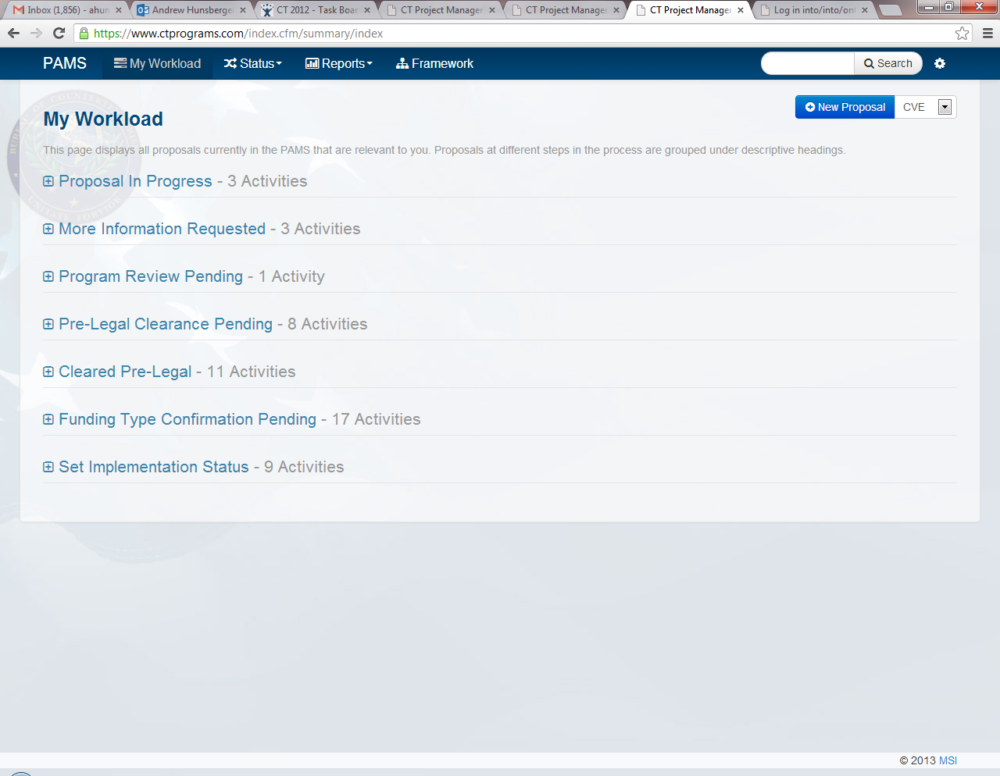 Inbox (1,856) - ahun
Andrew Hunsberger
CT 2012 - Task Boar
CT Project Manager
CT Project Manager
CT Project Manager
Log in into/into/onl
https://www.ctprograms.com/index.cfm/summary/index
PAMS My Workload Status Reports Framework Search
New Proposal CVE
My Workload
This page displays all proposals currently in the PAMS that are relevant to you. Proposals at different steps in the process are grouped under descriptive headings.
Proposal In Progress - 3 Activities
More Information Requested - 3 Activities
Program Review Pending - 1 Activity
Pre-Legal Clearance Pending - 8 Activities
Cleared Pre-Legal - 11 Activities
Funding Type Confirmation Pending - 17 Activities
Set Implementation Status - 9 Activities
© 2013 MSI